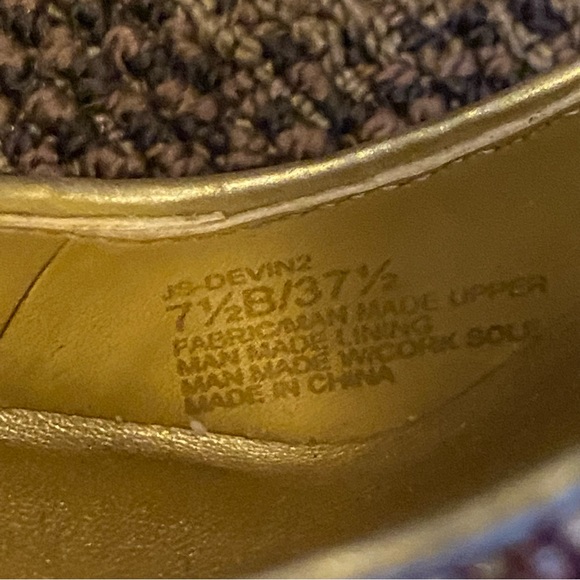 JS-DEVIN2
7½B/37½
FABRIC/MAN MADE UPPER
MAN MADE LINING
MAN MADE W/CORK SOLE
MADE IN CHINA